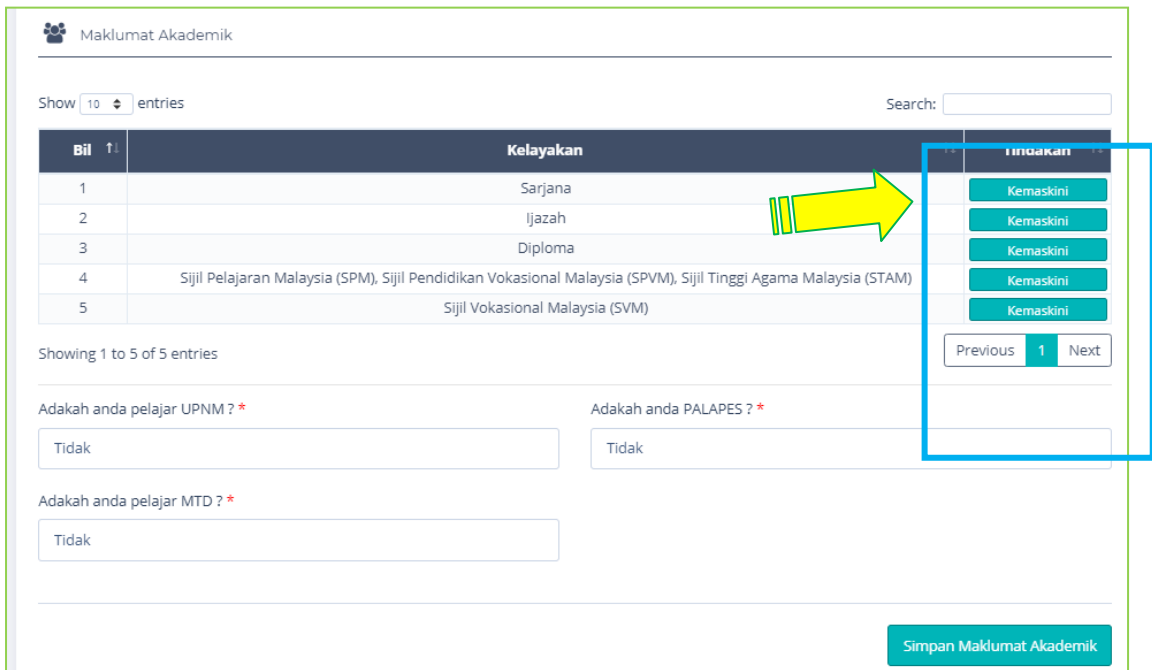 Maklumat Akademik
Show 10 entries Search:
Bil Kelayakan Tindakan
1 Sarjana Kemaskini
2 Ijazah Kemaskini
3 Diploma Kemaskini
4 Sijil Pelajaran Malaysia (SPM), Sijil Pendidikan Vokasional Malaysia (SPVM), Sijil Tinggi Agama Malaysia (STAM) Kemaskini
5 Sijil Vokasional Malaysia (SVM) Kemaskini
Showing 1 to 5 of 5 entries Previous 1 Next
Adakah anda pelajar UPNM ? * Adakah anda PALAPES ? *
Tidak Tidak
Adakah anda pelajar MTD ? *
Tidak
Simpan Maklumat Akademik